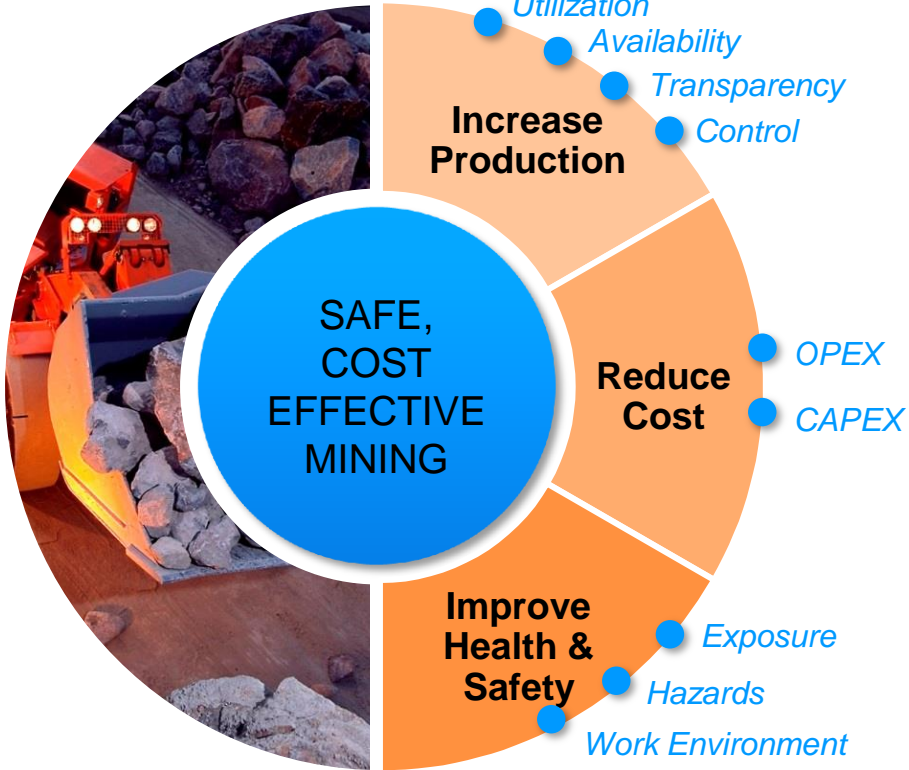 Utilization
Availability
Transparency
Control
Increase
Production
SAFE,
COST
EFFECTIVE
MINING
Reduce
Cost
OPEX
CAPEX
Improve
Health &
Safety
Exposure
Hazards
Work Environment